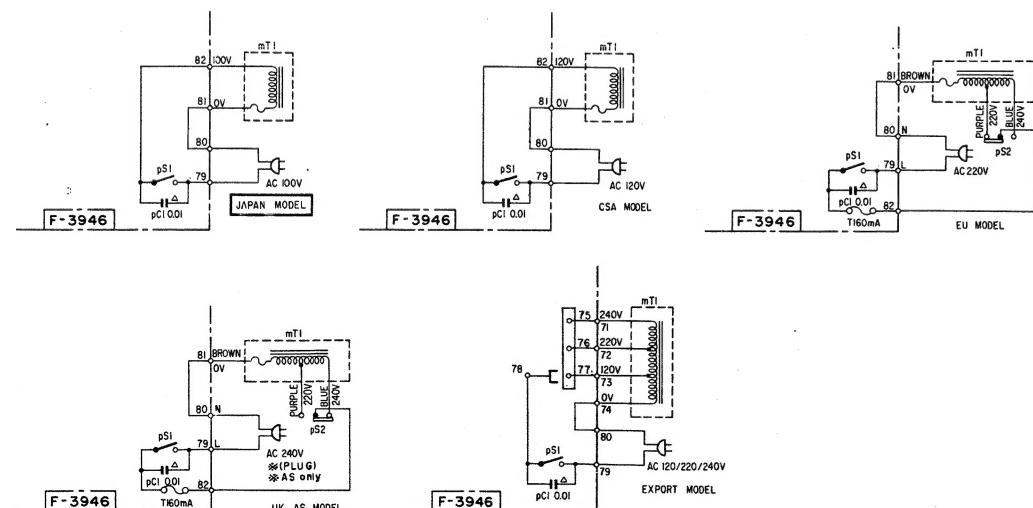 mT1
82 100V
81 0V
80
pS1
79
AC 100V
pC1 0.01
JAPAN MODEL
F-3946
mT1
82 120V
81 0V
80
pS1
79
AC 120V
pC1 0.01
CSA MODEL
F-3946
mT1
81 BROWN
0V
PURPLE
220V
BLUE
240V
80 N
pS2
pS1
79 L
AC 220V
pC1 0.01
82
T160mA
EU MODEL
F-3946
mT1
81 BROWN
0V
PURPLE
220V
BLUE
240V
80 N
pS2
pS1
79 L
AC 240V
※(PLUG)
※AS only
pC1 0.01
82
T160mA
UK, AS MODEL
F-3946
mT1
75 240V
71
76 220V
72
78
77 120V
73
0V
74
80
pS1
79
AC 120/220/240V
pC1 0.01
EXPORT MODEL
F-3946